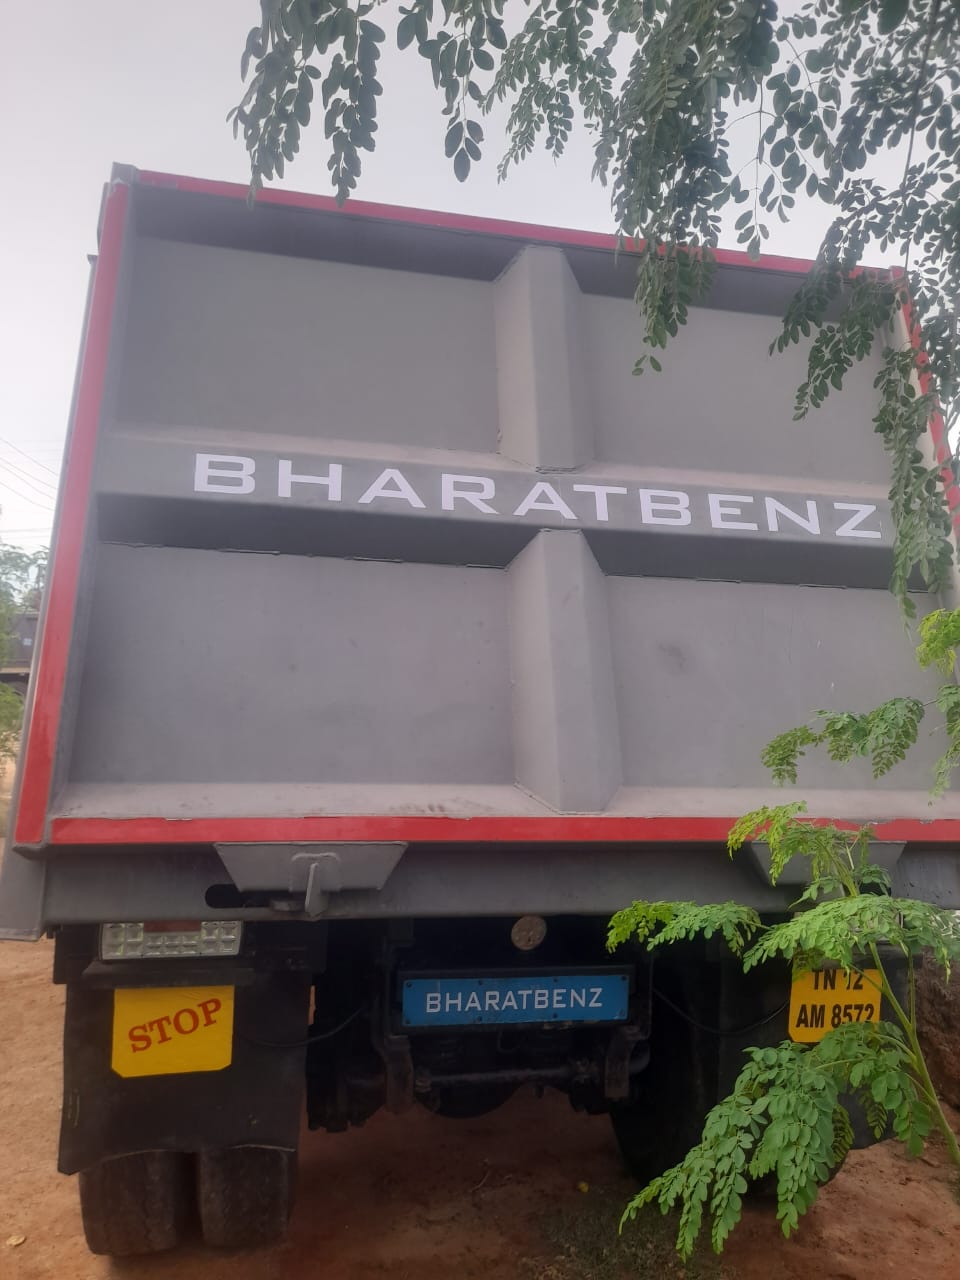 BHARATBENZ
STOP
BHARATBENZ
TN 12
AM 8572